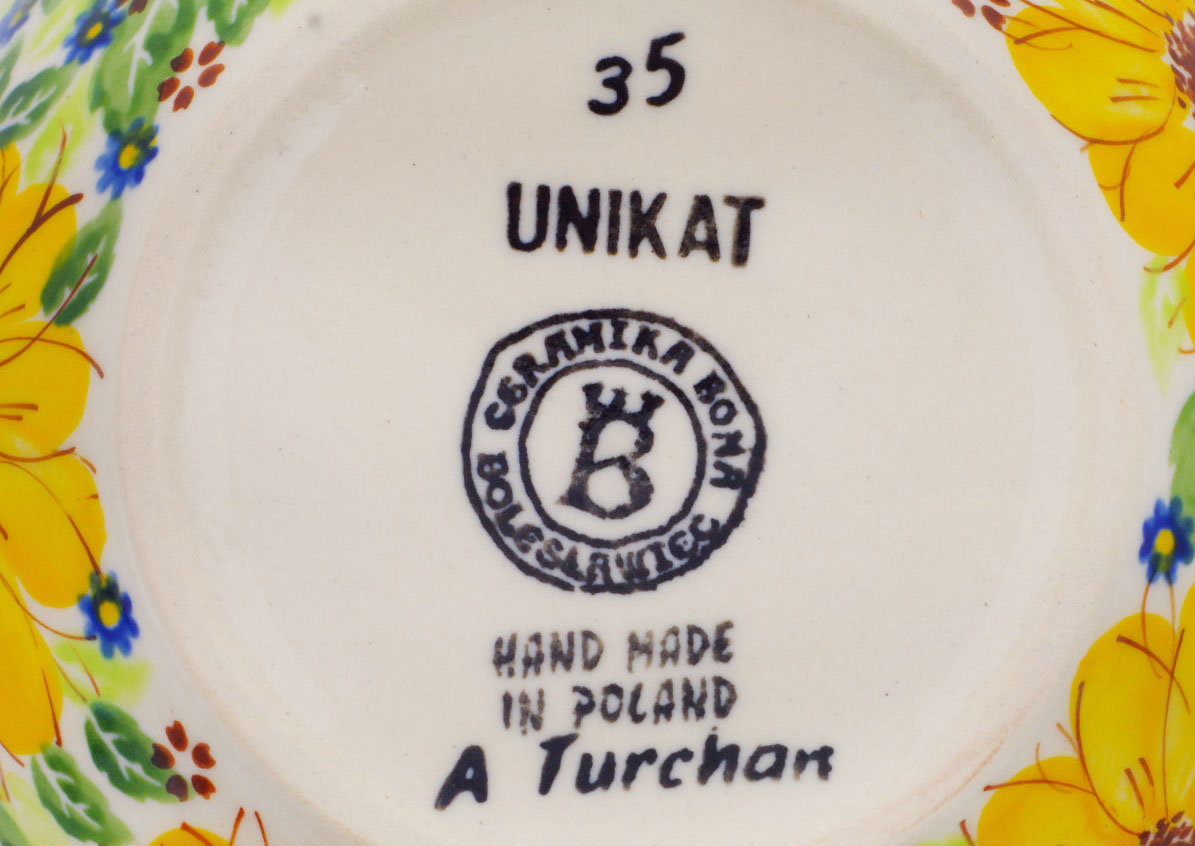 35
UNIKAT
CERAMIKA BONA
B
BOLESŁAWIEC
HAND MADE
IN POLAND
A Turchan